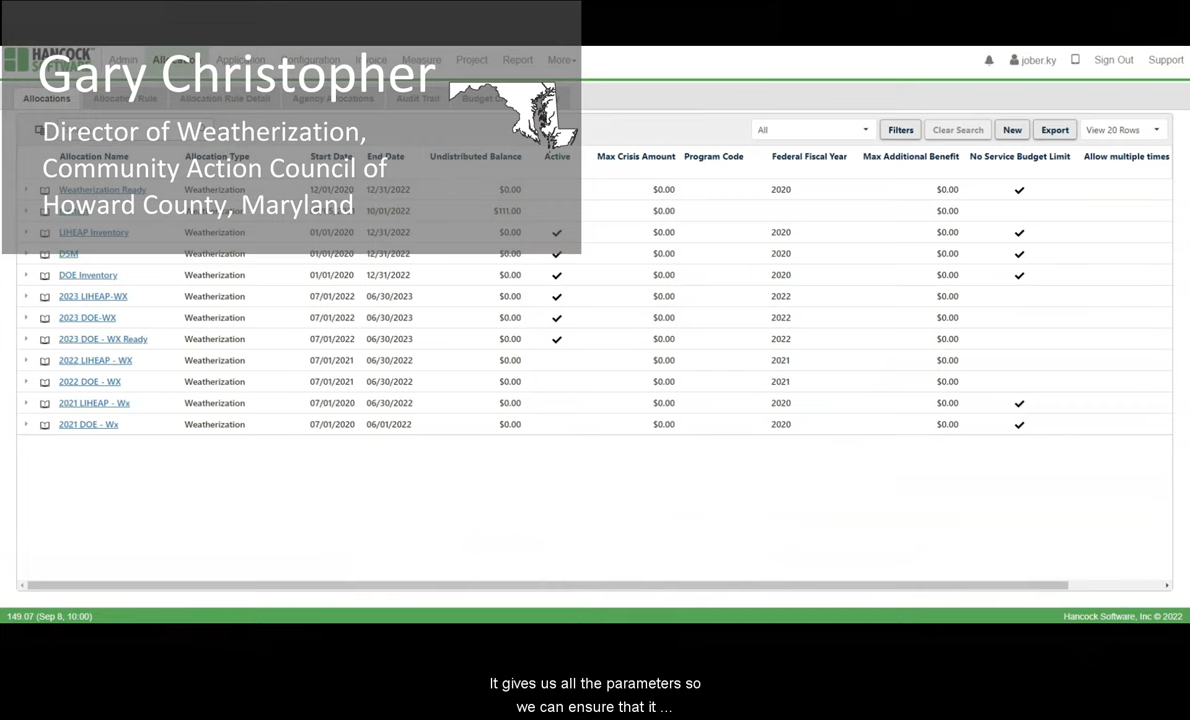 HANCOCK
SOFTWARE
Admin Allocation Application Configuration Invoice Measure Project Report More
jober.ky Sign Out Support
Gary Christopher
Director of Weatherization,
Community Action Council of
Howard County, Maryland
Allocations Allocation Rule Allocation Rule Detail Agency Allocations Audit Trail Budget
All Filters Clear Search New Export View 20 Rows
Allocation Name Allocation Type Start Date End Date Undistributed Balance Active Max Crisis Amount Program Code Federal Fiscal Year Max Additional Benefit No Service Budget Limit Allow multiple times
Weatherization Ready Weatherization 12/01/2020 12/31/2022 $0.00 $0.00 2020 $0.00 ✓
10/01/2022 $111.00 $0.00 $0.00
LIHEAP Inventory Weatherization 01/01/2020 12/31/2022 $0.00 ✓ $0.00 2020 $0.00 ✓
DSM Weatherization 01/01/2020 12/31/2022 $0.00 ✓ $0.00 2020 $0.00 ✓
DOE Inventory Weatherization 01/01/2020 12/31/2022 $0.00 ✓ $0.00 2020 $0.00 ✓
2023 LIHEAP-WX Weatherization 07/01/2022 06/30/2023 $0.00 ✓ $0.00 2022 $0.00
2023 DOE-WX Weatherization 07/01/2022 06/30/2023 $0.00 ✓ $0.00 2022 $0.00
2023 DOE - WX Ready Weatherization 07/01/2022 06/30/2023 $0.00 ✓ $0.00 2022 $0.00
2022 LIHEAP - WX Weatherization 07/01/2021 06/30/2022 $0.00 $0.00 2021 $0.00
2022 DOE - WX Weatherization 07/01/2021 06/30/2022 $0.00 $0.00 2021 $0.00
2021 LIHEAP - Wx Weatherization 07/01/2020 06/30/2022 $0.00 $0.00 2020 $0.00 ✓
2021 DOE - Wx Weatherization 07/01/2020 06/01/2022 $0.00 $0.00 2020 $0.00 ✓
149.07 (Sep 8, 10:00) Hancock Software, Inc © 2022
It gives us all the parameters so
we can ensure that it ...